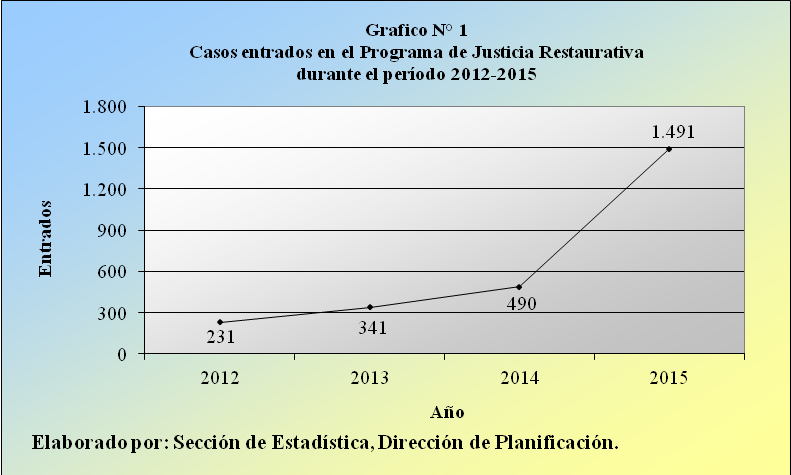 Grafico N° 1
Casos entrados en el Programa de Justicia Restaurativa
durante el período 2012-2015
1.800
1.500
1.200
900
600
300
0
Entrados
231
341
490
1.491
2012 2013 2014 2015
Año
Elaborado por: Sección de Estadística, Dirección de Planificación.